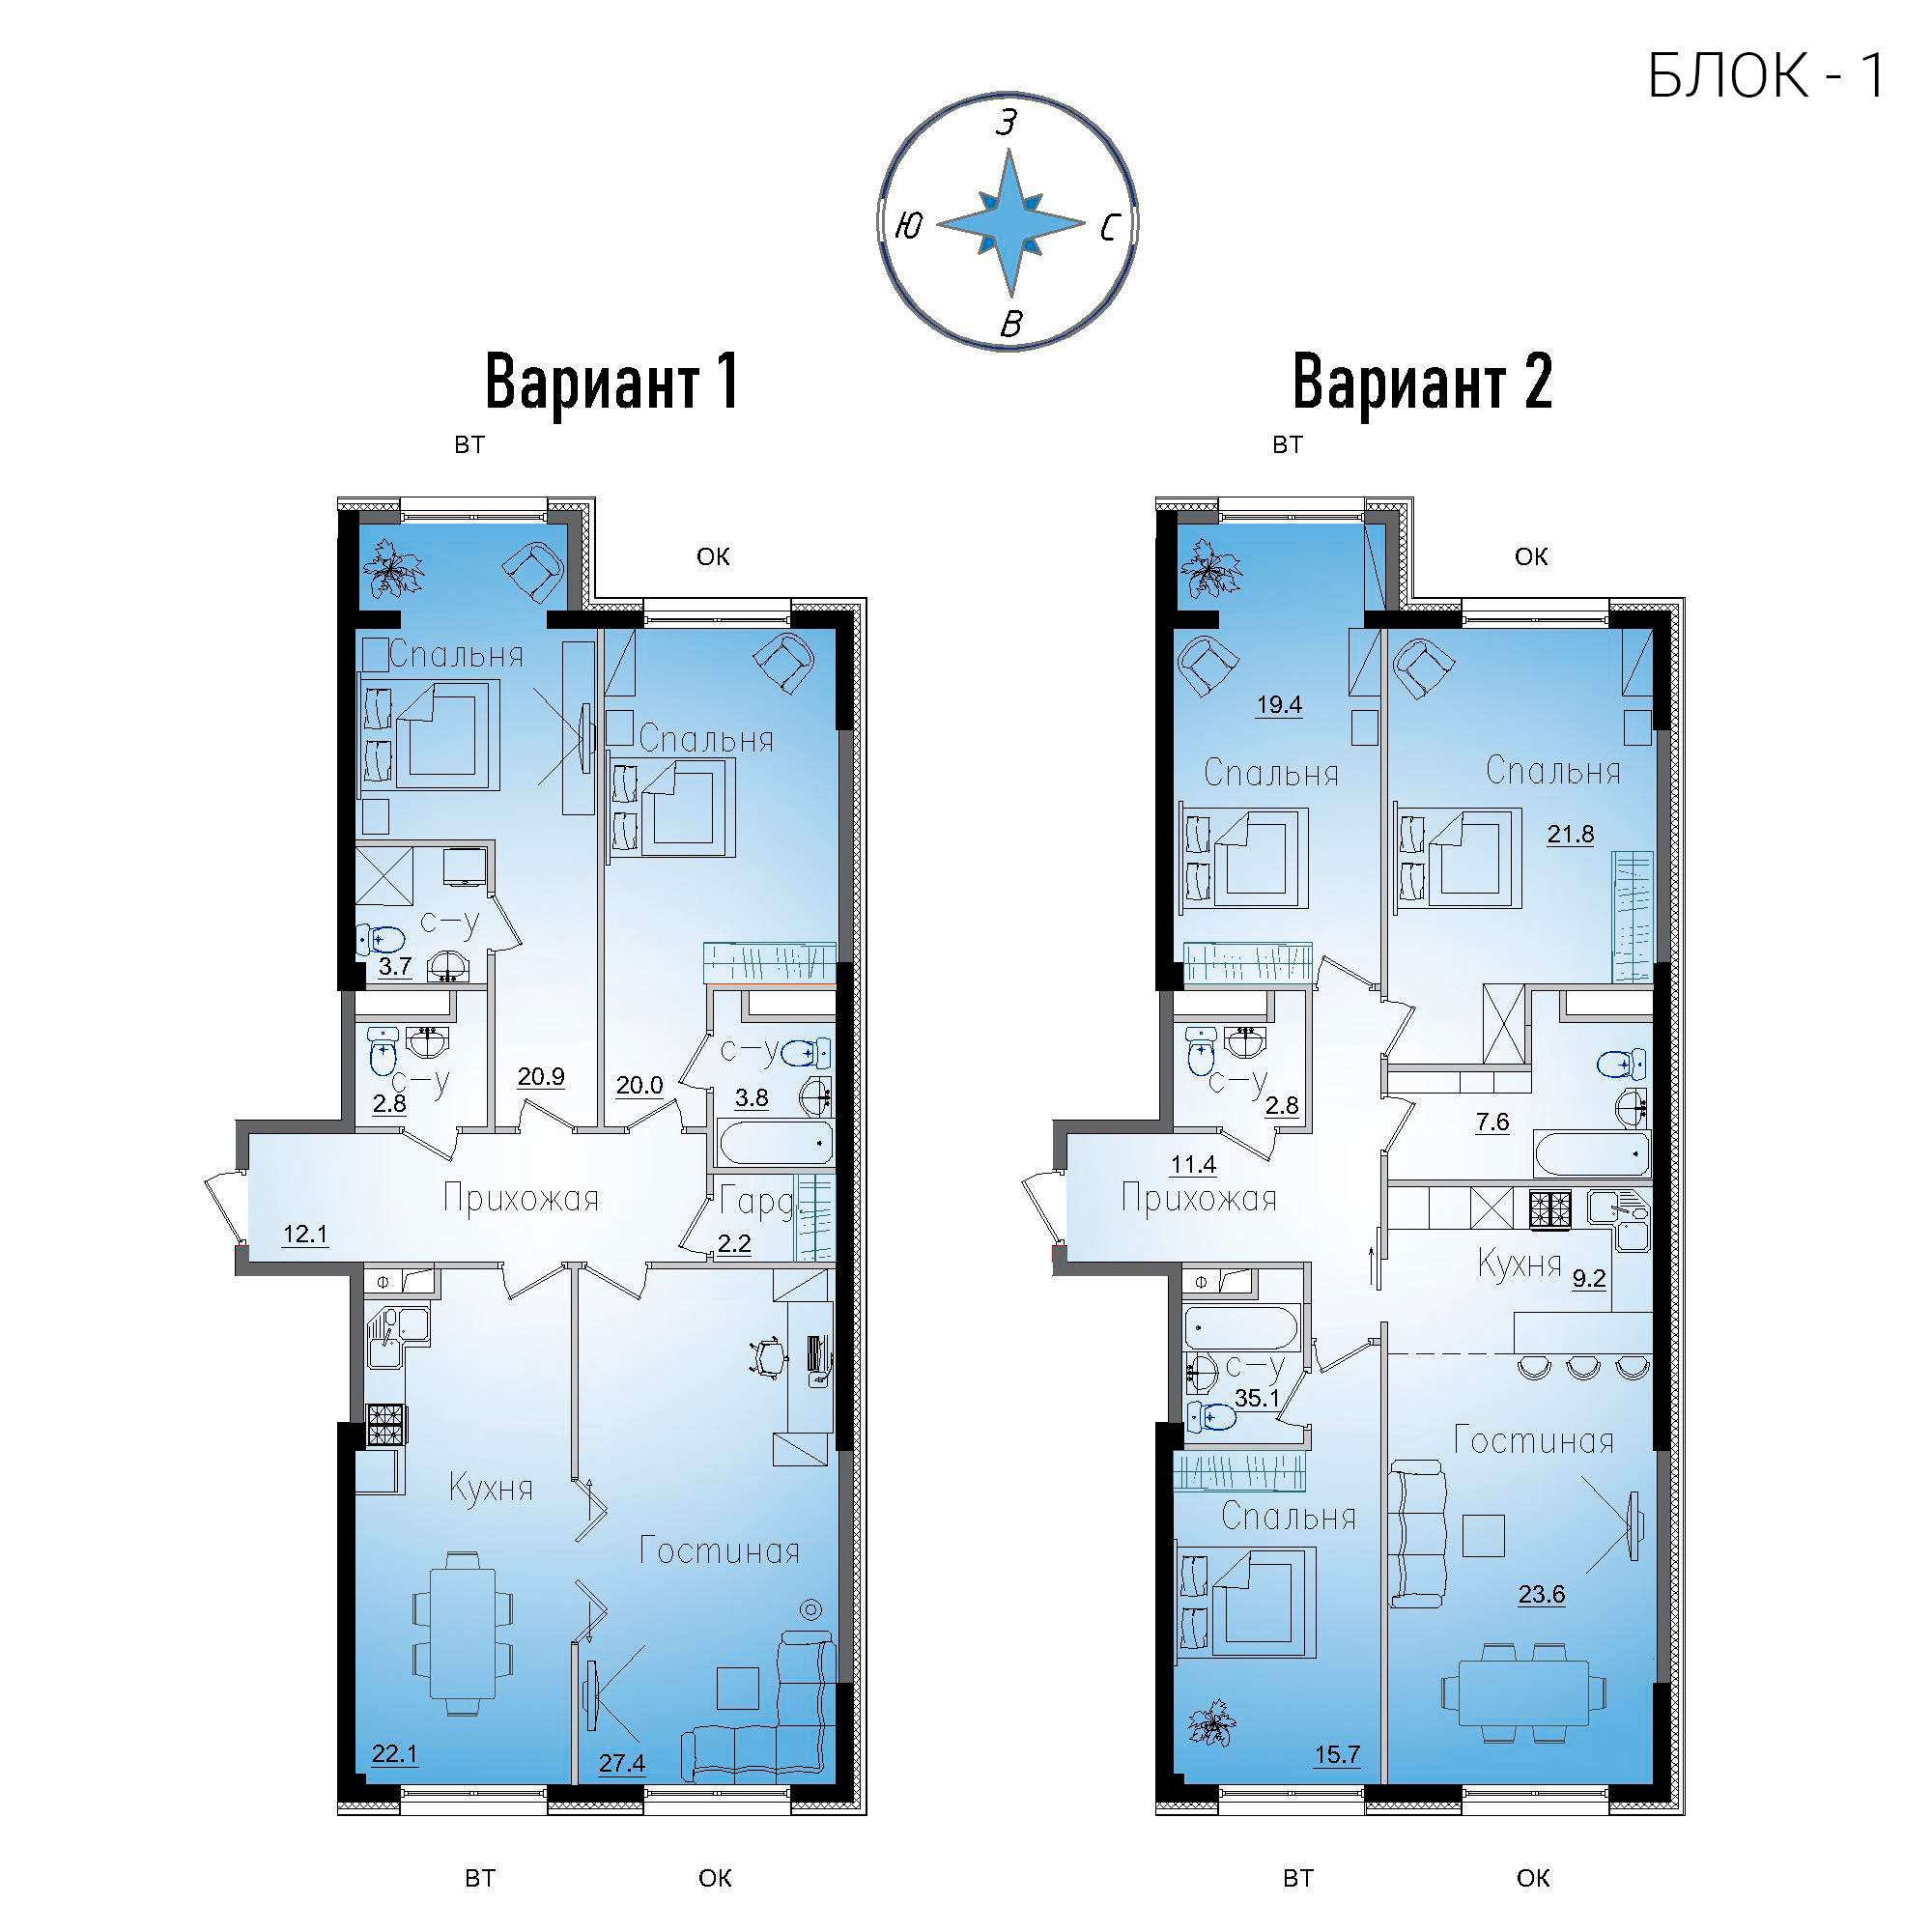 БЛОК - 1
З
Ю
С
В
Вариант 1
ВТ
ОК
Спальня
Спальня
с-у
3.7
20.9
20.0
с-у
3.8
с-у
2.8
Прихожая
12.1
Гард.
2.2
Кухня
22.1
Гостиная
27.4
ВТ
ОК
Вариант 2
ВТ
ОК
19.4
Спальня
Спальня
21.8
с-у
2.8
7.6
11.4
Прихожая
Кухня
9.2
с-у
35.1
Гостиная
Спальня
23.6
15.7
ВТ
ОК